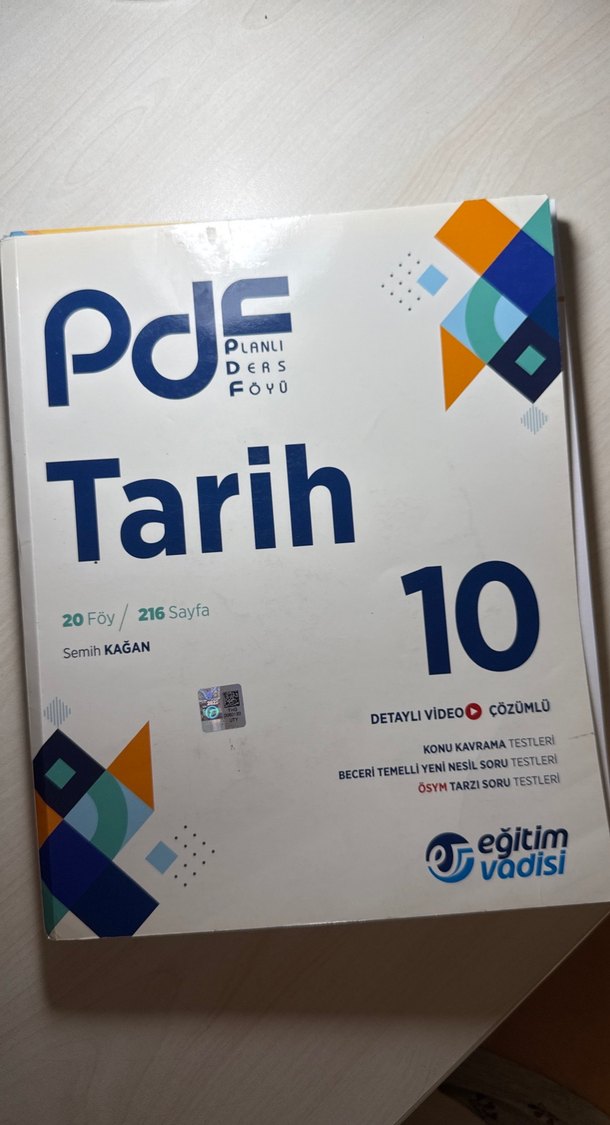 PDF
PLANLI
DERS
FÖYÜ
Tarih
20 Föy / 216 Sayfa
Semih KAĞAN
10
DETAYLI VİDEO ÇÖZÜMLÜ
KONU KAVRAMA TESTLERİ
BECERİ TEMELLİ YENİ NESİL SORU TESTLERİ
ÖSYM TARZI SORU TESTLERİ
eğitim
vadisi